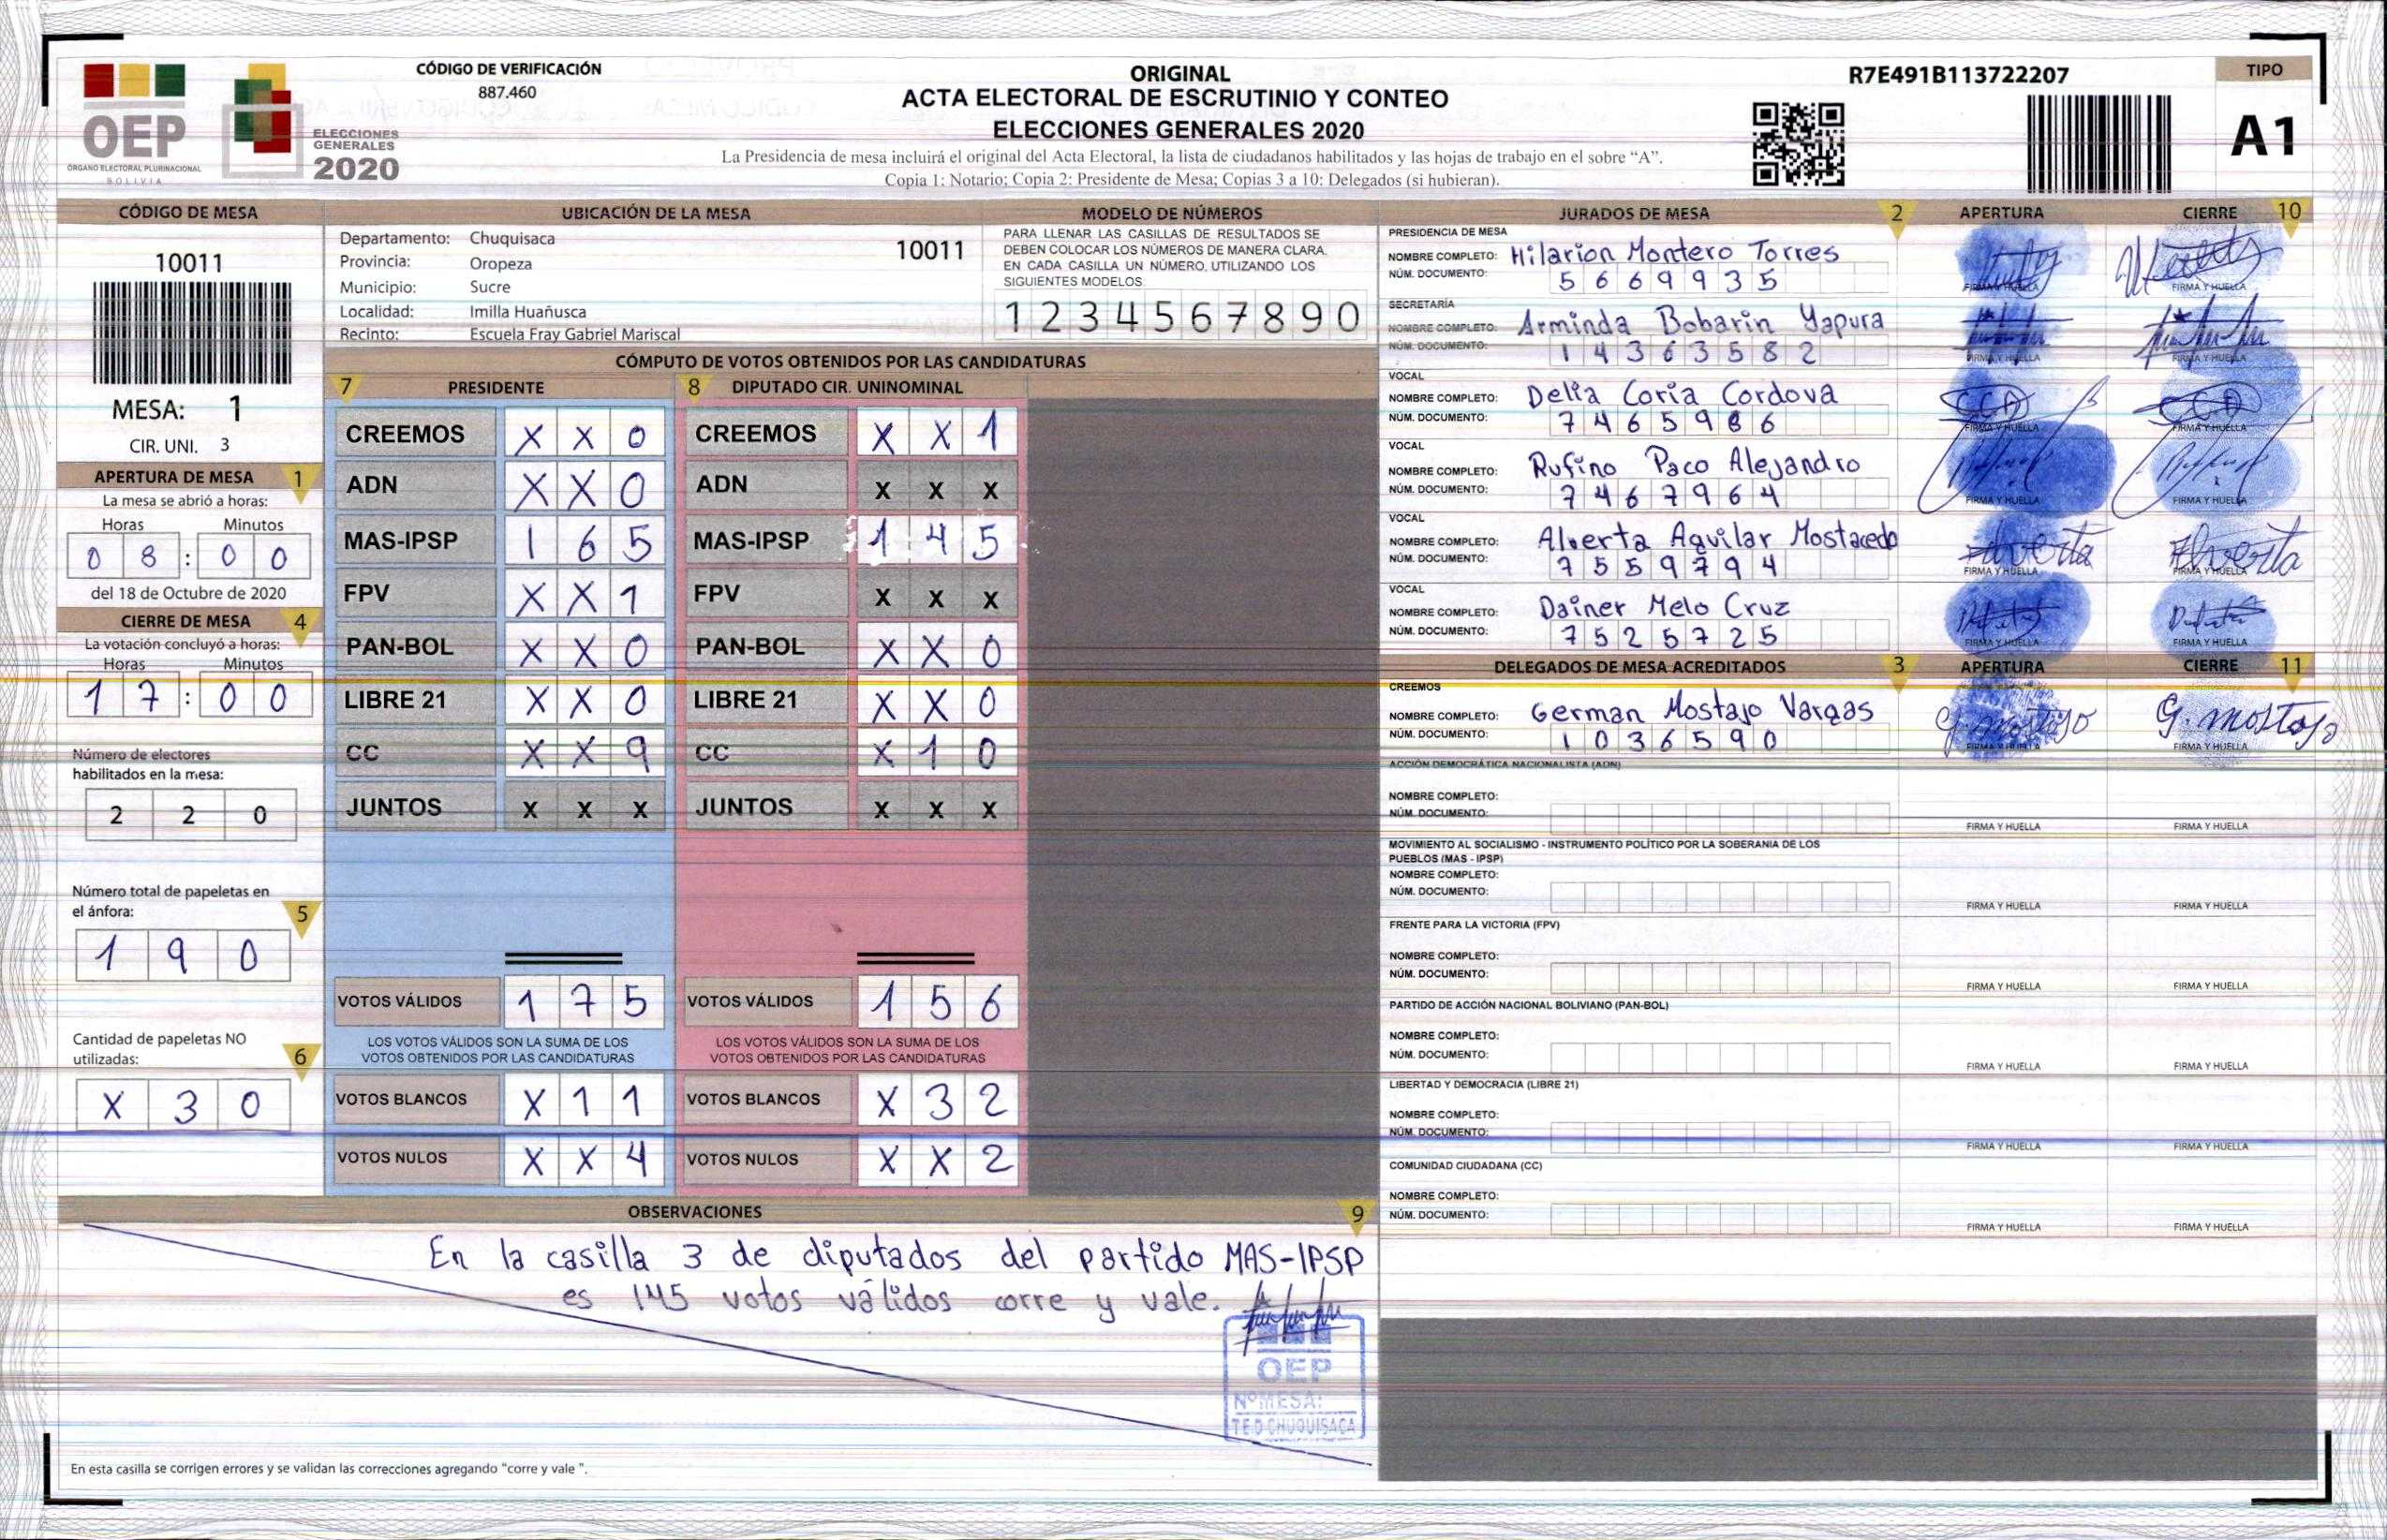 OEP
ÓRGANO ELECTORAL PLURINACIONAL
BOLIVIA
ELECCIONES
GENERALES
2020
CÓDIGO DE VERIFICACIÓN
887.460
ORIGINAL
ACTA ELECTORAL DE ESCRUTINIO Y CONTEO
ELECCIONES GENERALES 2020
La Presidencia de mesa incluirá el original del Acta Electoral, la lista de ciudadanos habilitados y las hojas de trabajo en el sobre “A”.
Copia 1: Notario; Copia 2: Presidente de Mesa; Copias 3 a 10: Delegados (si hubieran).
R7E491B113722207
TIPO
A1
CÓDIGO DE MESA
10011
MESA: 1
CIR. UNI. 3
APERTURA DE MESA 1
La mesa se abrió a horas:
Horas Minutos
0 8 : 0 0
del 18 de Octubre de 2020
CIERRE DE MESA 4
La votación concluyó a horas:
Horas Minutos
1 7 : 0 0
Número de electores
habilitados en la mesa:
2 2 0
Número total de papeletas en
el ánfora: 5
1 9 0
Cantidad de papeletas NO
utilizadas: 6
X 3 0
UBICACIÓN DE LA MESA
Departamento: Chuquisaca 10011
Provincia: Oropeza
Municipio: Sucre
Localidad: Imilla Huañusca
Recinto: Escuela Fray Gabriel Mariscal
MODELO DE NÚMEROS
PARA LLENAR LAS CASILLAS DE RESULTADOS SE
DEBEN COLOCAR LOS NÚMEROS DE MANERA CLARA.
EN CADA CASILLA UN NÚMERO, UTILIZANDO LOS
SIGUIENTES MODELOS
1 2 3 4 5 6 7 8 9 0
CÓMPUTO DE VOTOS OBTENIDOS POR LAS CANDIDATURAS
7 PRESIDENTE
CREEMOS X X 0
ADN X X 0
MAS-IPSP 1 6 5
FPV X X 1
PAN-BOL X X 0
LIBRE 21 X X 0
CC X X 9
JUNTOS X X X
VOTOS VÁLIDOS 1 7 5
LOS VOTOS VÁLIDOS SON LA SUMA DE LOS
VOTOS OBTENIDOS POR LAS CANDIDATURAS
VOTOS BLANCOS X 1 1
VOTOS NULOS X X 4
8 DIPUTADO CIR. UNINOMINAL
CREEMOS X X 1
ADN X X X
MAS-IPSP 1 4 5
FPV X X X
PAN-BOL X X 0
LIBRE 21 X X 0
CC X 1 0
JUNTOS X X X
VOTOS VÁLIDOS 1 5 6
LOS VOTOS VÁLIDOS SON LA SUMA DE LOS
VOTOS OBTENIDOS POR LAS CANDIDATURAS
VOTOS BLANCOS X 3 2
VOTOS NULOS X X 2
OBSERVACIONES 9
En la casilla 3 de diputados del partido MAS-IPSP
es 145 votos válidos corre y vale.
OEP
Nº MESA:
T.E.D CHUQUISACA
En esta casilla se corrigen errores y se validan las correcciones agregando “corre y vale ”.
JURADOS DE MESA 2 APERTURA CIERRE 10
PRESIDENCIA DE MESA
NOMBRE COMPLETO: Hilarion Montero Torres
NÚM. DOCUMENTO: 5 6 6 9 9 3 5
FIRMA Y HUELLA FIRMA Y HUELLA
SECRETARÍA
NOMBRE COMPLETO: Arminda Bobarin Yapura
NÚM. DOCUMENTO: 1 4 3 6 3 5 8 2
FIRMA Y HUELLA FIRMA Y HUELLA
VOCAL
NOMBRE COMPLETO: Delia Coria Cordova
NÚM. DOCUMENTO: 7 4 6 5 9 8 6
FIRMA Y HUELLA FIRMA Y HUELLA
VOCAL
NOMBRE COMPLETO: Rufino Paco Alejandro
NÚM. DOCUMENTO: 7 4 6 7 9 6 4
FIRMA Y HUELLA FIRMA Y HUELLA
VOCAL
NOMBRE COMPLETO: Alverta Aguilar Mostacedo
NÚM. DOCUMENTO: 7 5 5 9 7 9 4
FIRMA Y HUELLA FIRMA Y HUELLA
VOCAL
NOMBRE COMPLETO: Dainer Melo Cruz
NÚM. DOCUMENTO: 7 5 2 5 7 2 5
FIRMA Y HUELLA FIRMA Y HUELLA
DELEGADOS DE MESA ACREDITADOS 3 APERTURA CIERRE 11
CREEMOS
NOMBRE COMPLETO: German Mostajo Vargas G. mostajo G. mostajo
NÚM. DOCUMENTO: 1 0 3 6 5 9 0
FIRMA Y HUELLA FIRMA Y HUELLA
ACCIÓN DEMOCRÁTICA NACIONALISTA (ADN)
NOMBRE COMPLETO:
NÚM. DOCUMENTO:
FIRMA Y HUELLA FIRMA Y HUELLA
MOVIMIENTO AL SOCIALISMO - INSTRUMENTO POLÍTICO POR LA SOBERANIA DE LOS
PUEBLOS (MAS - IPSP)
NOMBRE COMPLETO:
NÚM. DOCUMENTO:
FIRMA Y HUELLA FIRMA Y HUELLA
FRENTE PARA LA VICTORIA (FPV)
NOMBRE COMPLETO:
NÚM. DOCUMENTO:
FIRMA Y HUELLA FIRMA Y HUELLA
PARTIDO DE ACCIÓN NACIONAL BOLIVIANO (PAN-BOL)
NOMBRE COMPLETO:
NÚM. DOCUMENTO:
FIRMA Y HUELLA FIRMA Y HUELLA
LIBERTAD Y DEMOCRACIA (LIBRE 21)
NOMBRE COMPLETO:
NÚM. DOCUMENTO:
FIRMA Y HUELLA FIRMA Y HUELLA
COMUNIDAD CIUDADANA (CC)
NOMBRE COMPLETO:
NÚM. DOCUMENTO:
FIRMA Y HUELLA FIRMA Y HUELLA